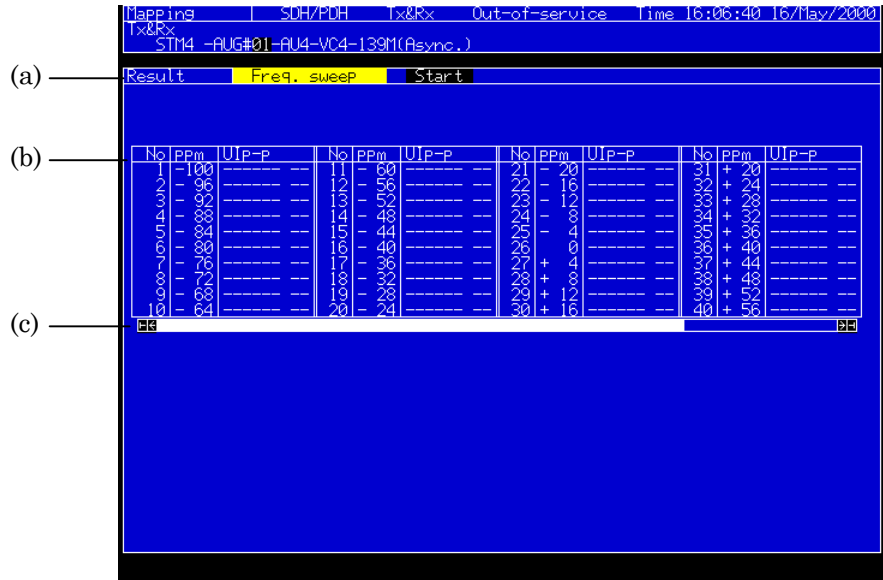 Mapping | SDH/PDH Tx&Rx Out-of-service Time 16:06:40 16/May/2000
Tx&Rx
STM4 -AUG#01-AU4-VC4-139M(Async.)
(a) Result Freq. sweep Start
(b) No ppm UIp-p No ppm UIp-p No ppm UIp-p No ppm UIp-p
1 -100 ------ -- 11 - 60 ------ -- 21 - 20 ------ -- 31 + 20 ------ --
2 - 96 ------ -- 12 - 56 ------ -- 22 - 16 ------ -- 32 + 24 ------ --
3 - 92 ------ -- 13 - 52 ------ -- 23 - 12 ------ -- 33 + 28 ------ --
4 - 88 ------ -- 14 - 48 ------ -- 24 - 8 ------ -- 34 + 32 ------ --
5 - 84 ------ -- 15 - 44 ------ -- 25 - 4 ------ -- 35 + 36 ------ --
6 - 80 ------ -- 16 - 40 ------ -- 26 0 ------ -- 36 + 40 ------ --
7 - 76 ------ -- 17 - 36 ------ -- 27 + 4 ------ -- 37 + 44 ------ --
8 - 72 ------ -- 18 - 32 ------ -- 28 + 8 ------ -- 38 + 48 ------ --
9 - 68 ------ -- 19 - 28 ------ -- 29 + 12 ------ -- 39 + 52 ------ --
10 - 64 ------ -- 20 - 24 ------ -- 30 + 16 ------ -- 40 + 56 ------ --
(c)